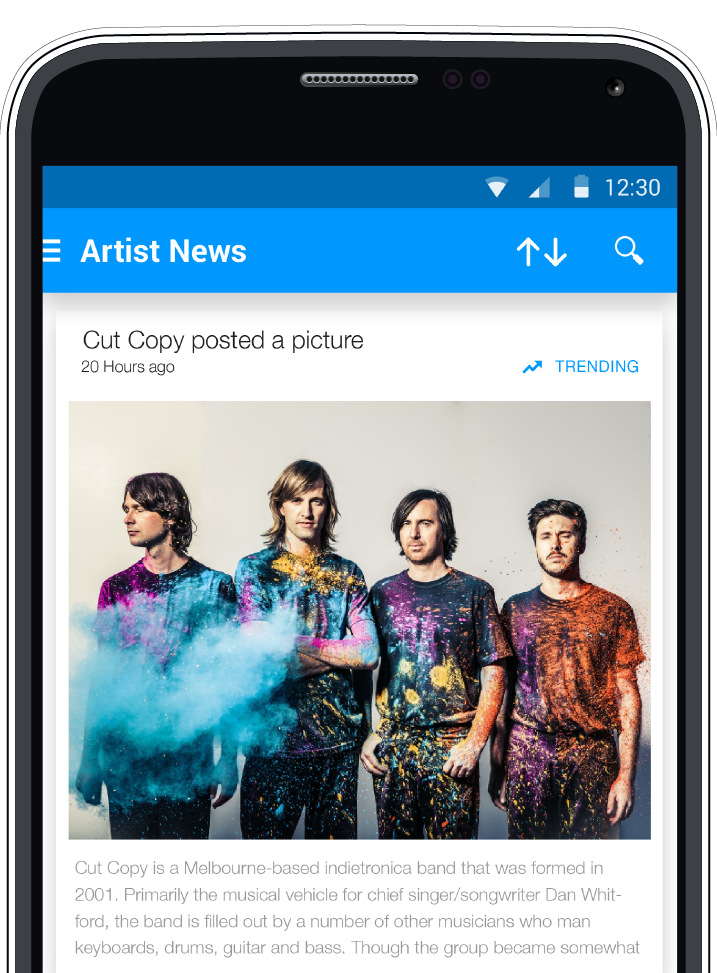 12:30
Artist News
Cut Copy posted a picture
20 Hours ago
TRENDING
Cut Copy is a Melbourne-based indietronica band that was formed in
2001. Primarily the musical vehicle for chief singer/songwriter Dan Whit-
ford, the band is filled out by a number of other musicians who man
keyboards, drums, guitar and bass. Though the group became somewhat